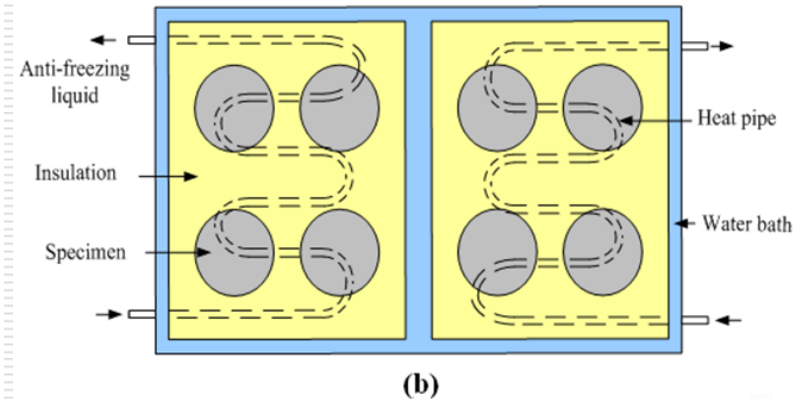 Anti-freezing
liquid
Heat pipe
Insulation
Water bath
Specimen
(b)